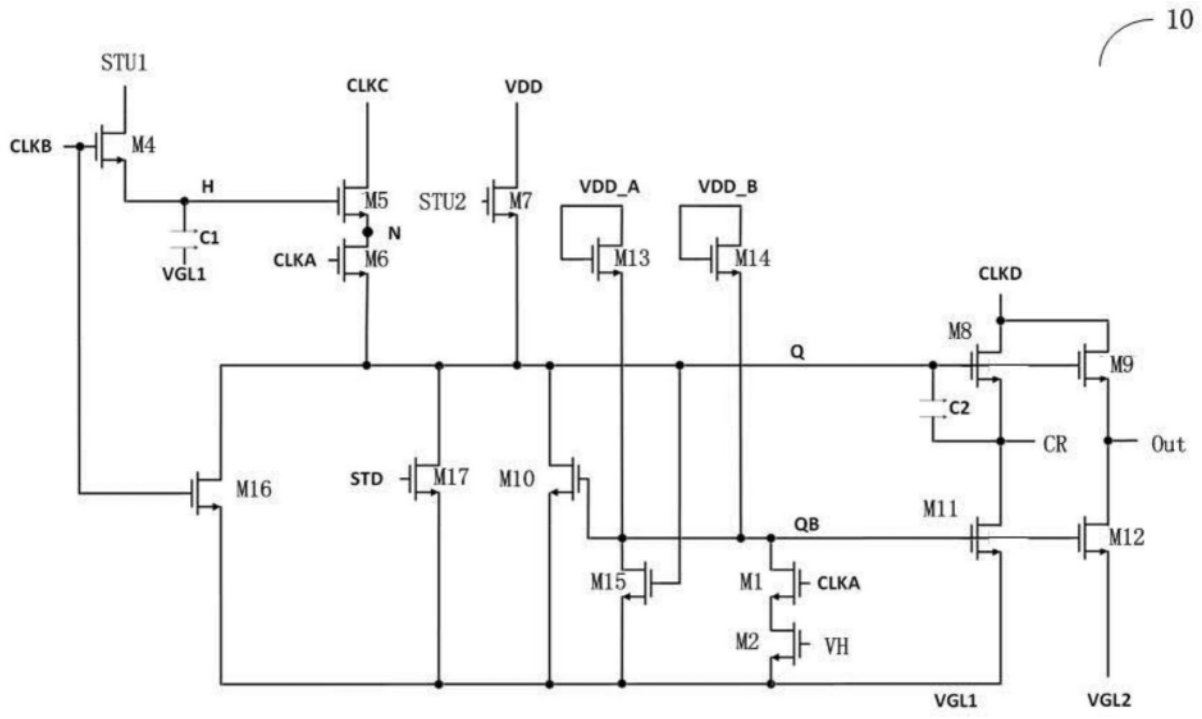 10
STU1
CLKC
VDD
CLKB
M4
H
M5
STU2
M7
VDD_A
VDD_B
C1
N
VGL1
CLKA
M6
M13
M14
CLKD
M8
Q
M9
C2
CR
Out
M16
STD
M17
M10
QB
M11
M12
M15
M1
CLKA
M2
VH
VGL1
VGL2